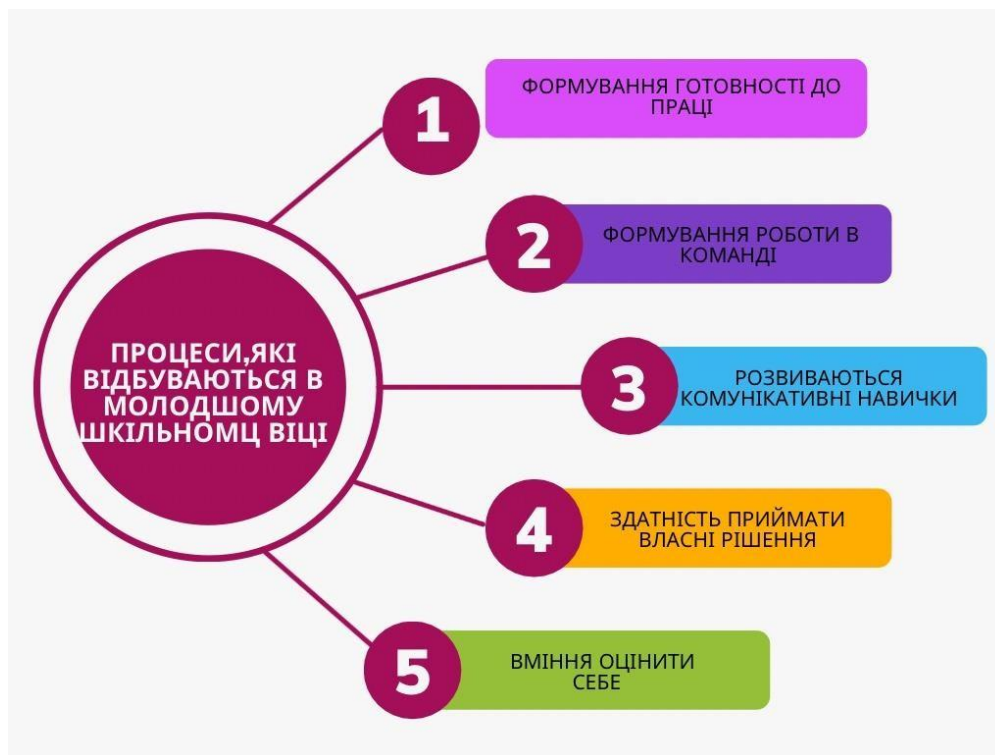 ПРОЦЕСИ,ЯКІ
ВІДБУВАЮТЬСЯ В
МОЛОДШОМУ
ШКІЛЬНОМЦ ВІЦІ
1
ФОРМУВАННЯ ГОТОВНОСТІ ДО
ПРАЦІ
2
ФОРМУВАННЯ РОБОТИ В
КОМАНДІ
3
РОЗВИВАЮТЬСЯ
КОМУНІКАТИВНІ НАВИЧКИ
4
ЗДАТНІСТЬ ПРИЙМАТИ
ВЛАСНІ РІШЕННЯ
5
ВМІННЯ ОЦІНИТИ
СЕБЕ